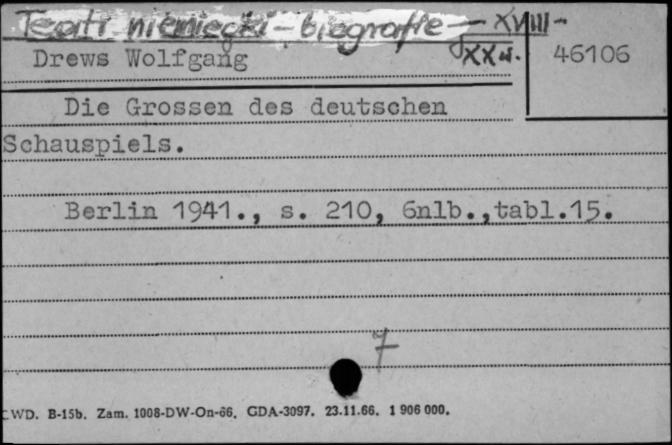 Teatr niemiecki - biografie - XVIII -
XX w.
Drews Wolfgang
46106
Die Grossen des deutschen
Schauspiels.
Berlin 1941., s. 210, 6nlb.,tabl.15.
7
WD. B-15b. Zam. 1008-DW-On-66. GDA-3097. 23.11.66. 1 906 000.